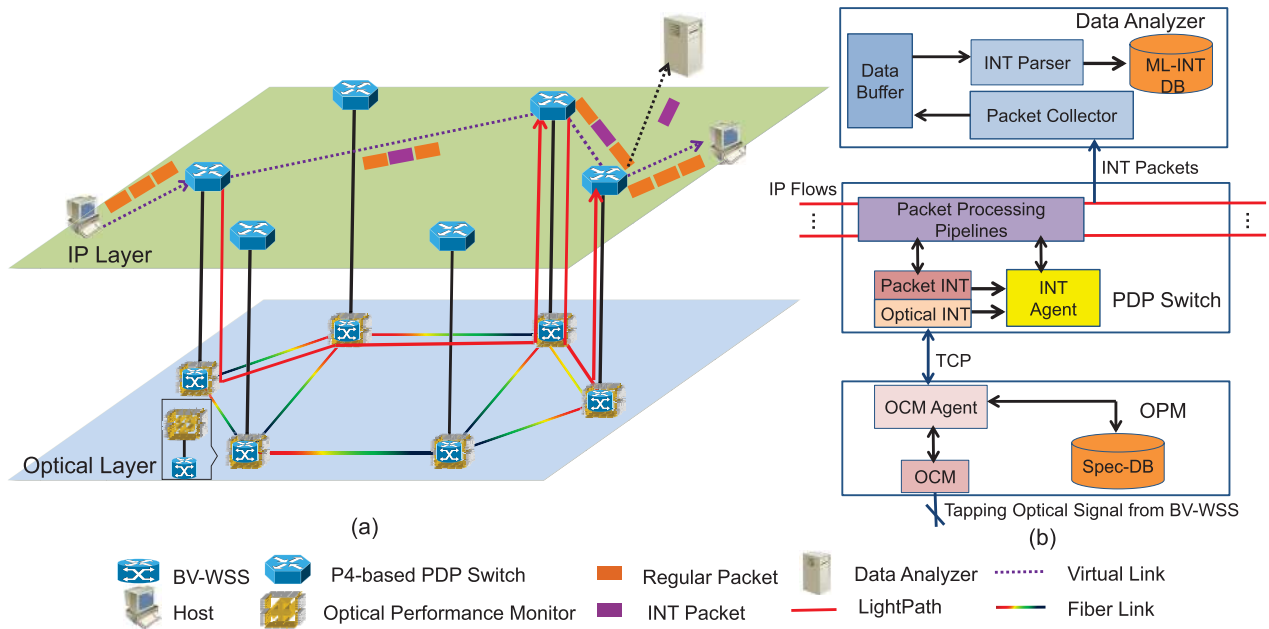 IP Layer
Optical Layer
(a)
Data Analyzer
Data
Buffer
INT Parser
ML-INT
DB
Packet Collector
INT Packets
IP Flows
Packet Processing
Pipelines
⋮
⋮
Packet INT
Optical INT
INT
Agent
PDP Switch
TCP
OCM Agent
OPM
OCM
Spec-DB
Tapping Optical Signal from BV-WSS
(b)
BV-WSS
P4-based PDP Switch
Regular Packet
Data Analyzer
Virtual Link
Host
Optical Performance Monitor
INT Packet
LightPath
Fiber Link